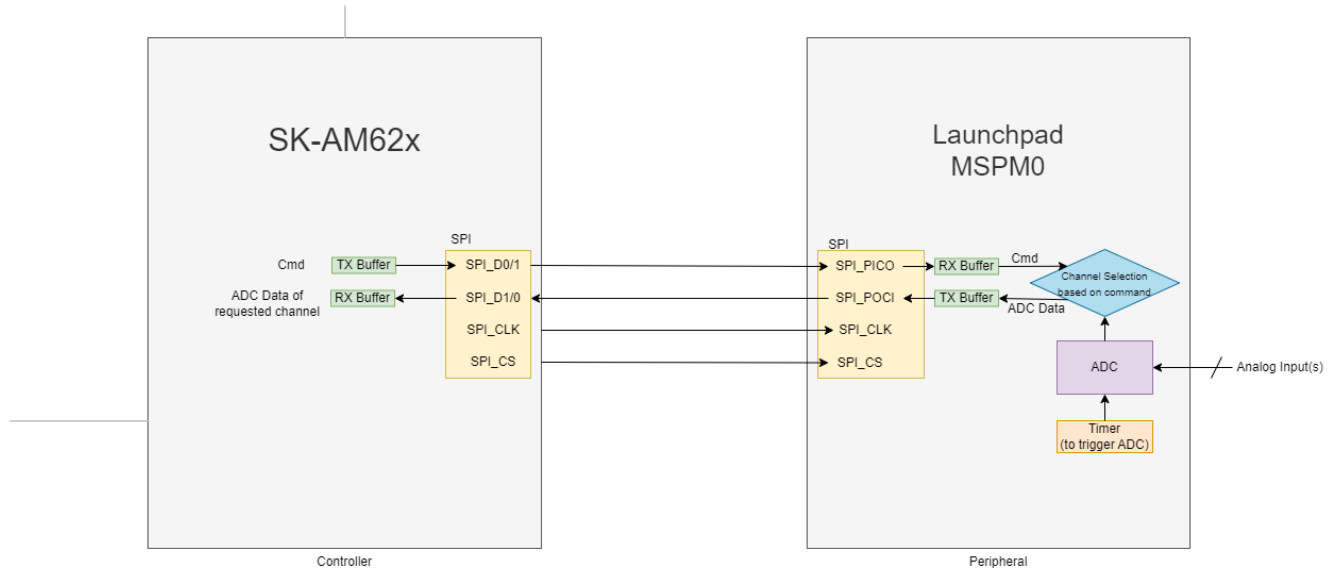 SK-AM62x
Launchpad
MSPM0
SPI
Cmd
TX Buffer
SPI_D0/1
ADC Data of
requested channel
RX Buffer
SPI_D1/0
SPI_CLK
SPI_CS
SPI
SPI_PICO
RX Buffer
Cmd
Channel Selection
based on command
SPI_POCI
TX Buffer
ADC Data
SPI_CLK
SPI_CS
ADC
Analog Input(s)
Timer
(to trigger ADC)
Controller
Peripheral